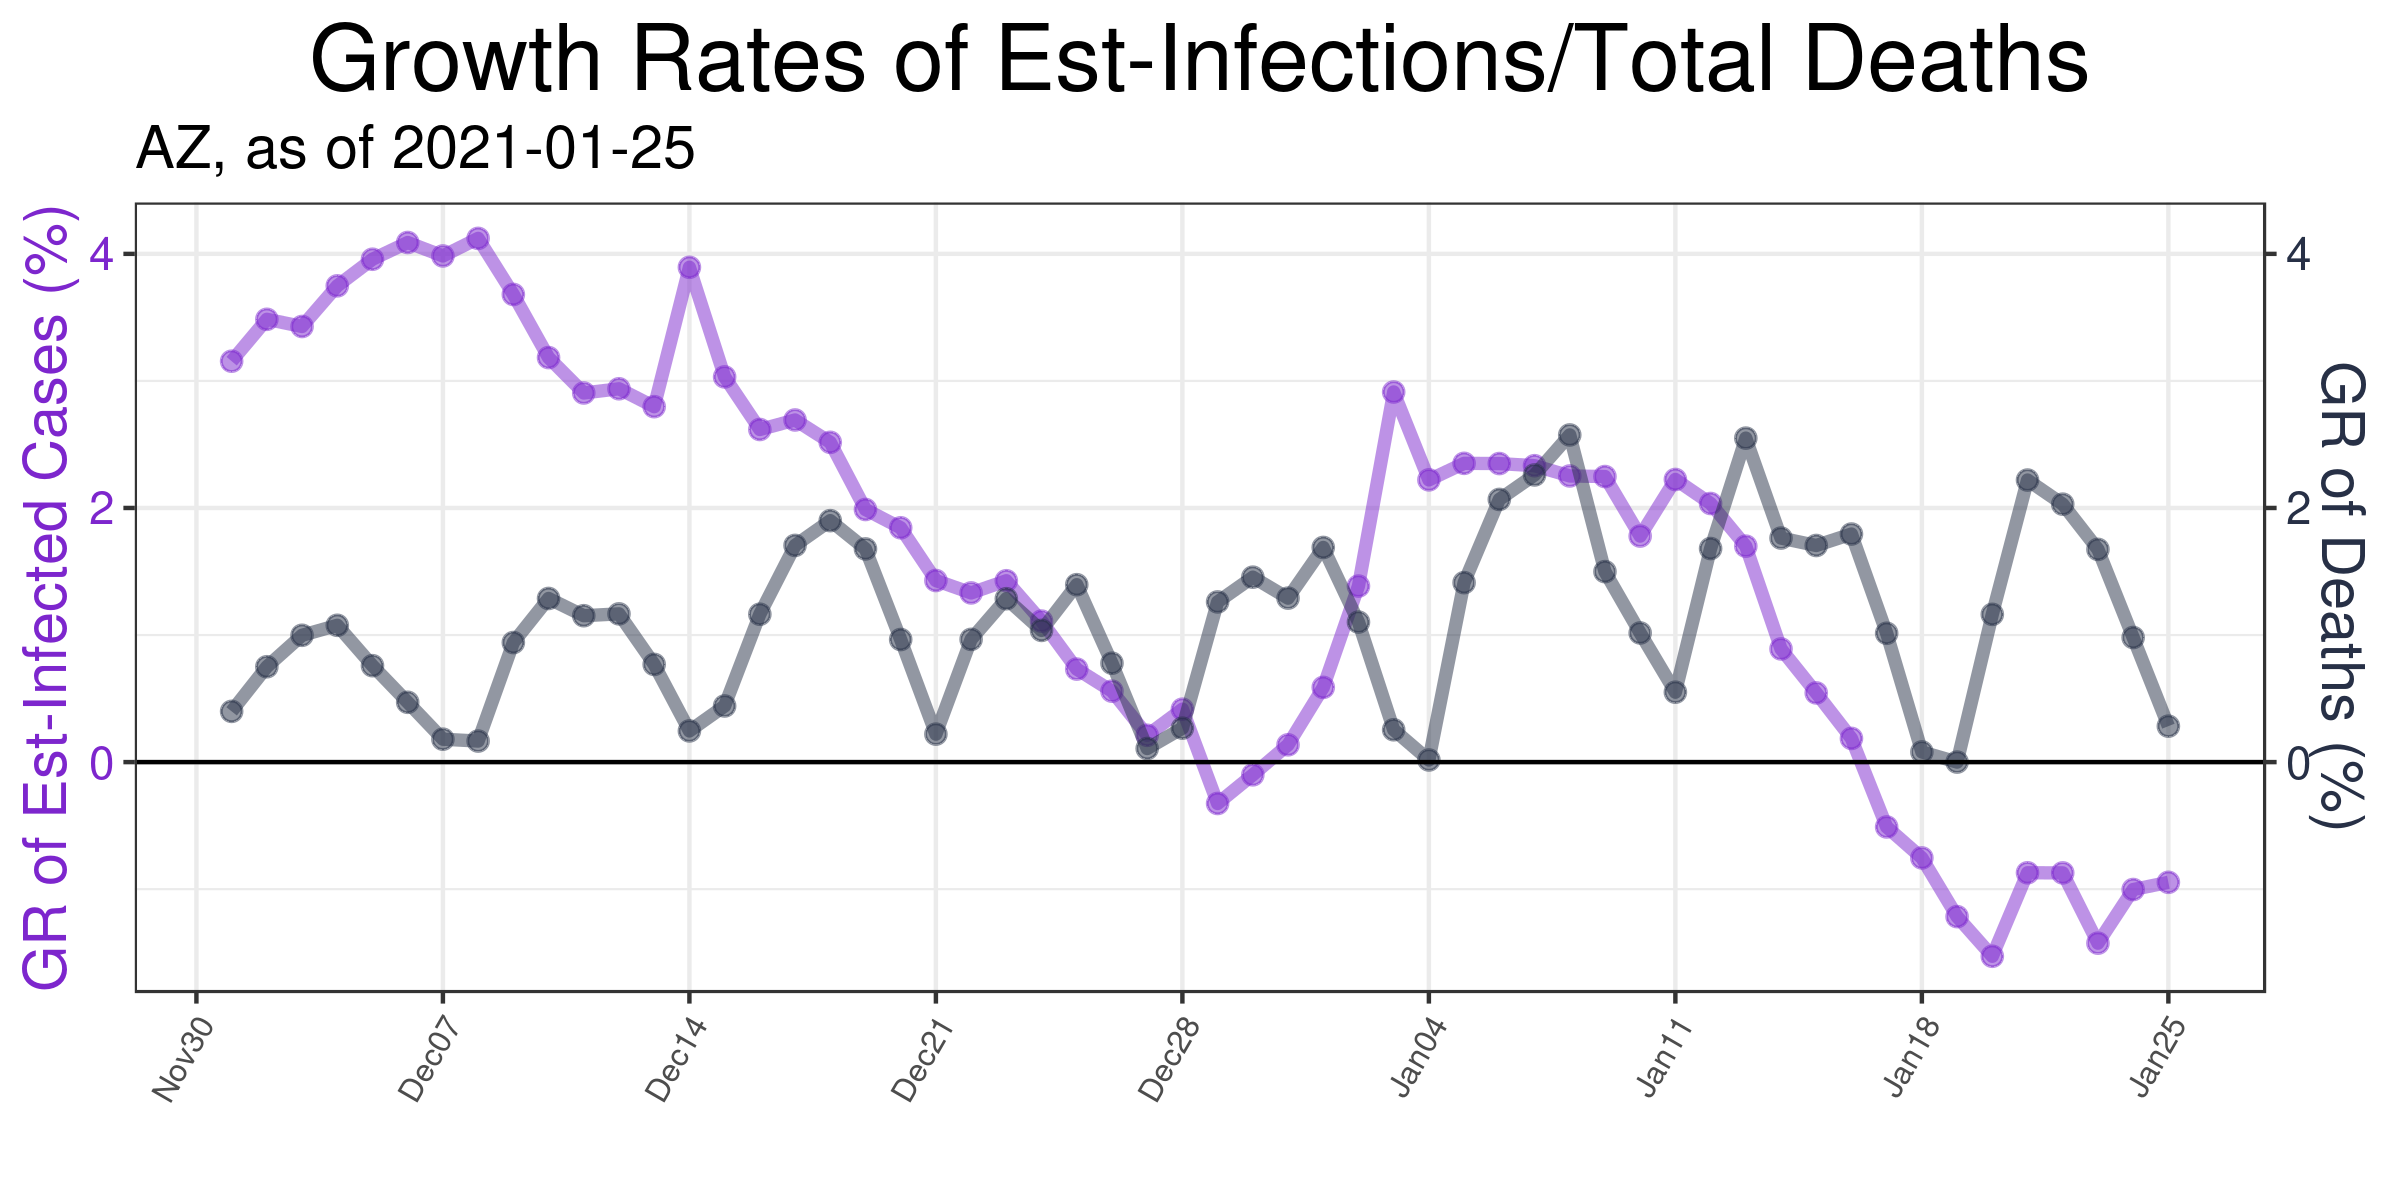 Growth Rates of Est-Infections/Total Deaths
AZ, as of 2021-01-25
GR of Est-Infected Cases (%)
4
2
0
4
2
0
GR of Deaths (%)
Nov30
Dec07
Dec14
Dec21
Dec28
Jan04
Jan11
Jan18
Jan25